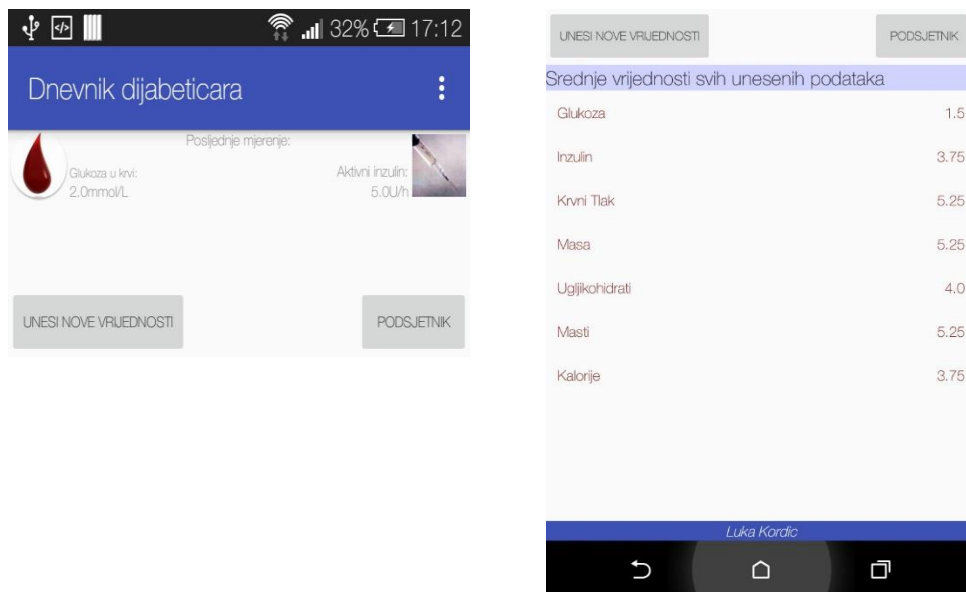 32% 17:12
Dnevnik dijabeticara
Posljednje mjerenje:
Glukoza u krvi:
2.0mmol/L
Aktivni inzulin:
5.0U/h
UNESI NOVE VRIJEDNOSTI
PODSJETNIK
UNESI NOVE VRIJEDNOSTI
PODSJETNIK
Srednje vrijednosti svih unesenih podataka
Glukoza 1.5
Inzulin 3.75
Krvni Tlak 5.25
Masa 5.25
Ugljikohidrati 4.0
Masti 5.25
Kalorije 3.75
Luka Kordic